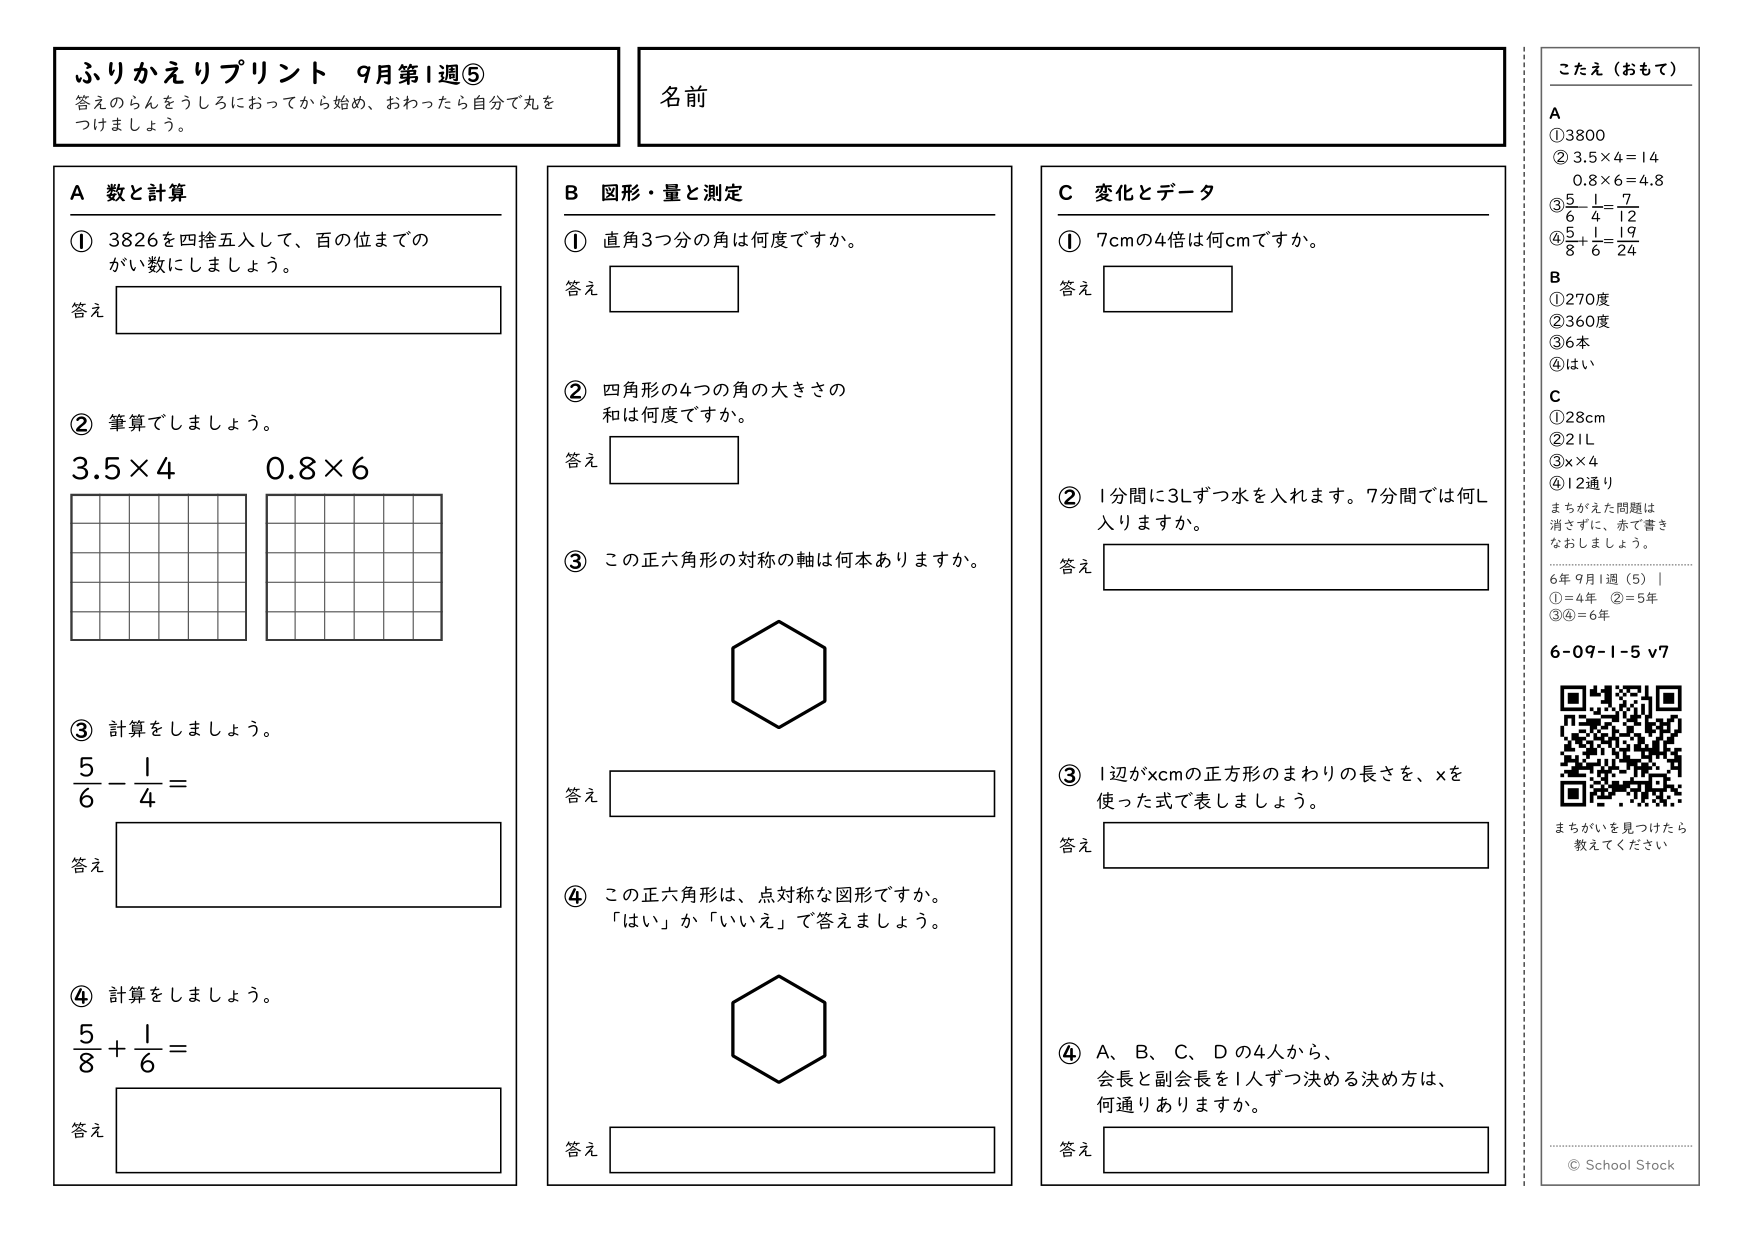 ふりかえりプリント　9月第1週⑤
答えのらんをうしろにおってから始め、おわったら自分で丸を
つけましょう。
名前
A　数と計算
① 3826を四捨五入して、百の位までの
がい数にしましょう。
答え
② 筆算でしましょう。
3.5×4　0.8×6
③ 計算をしましょう。
5/6 − 1/4 =
答え
④ 計算をしましょう。
5/8 + 1/6 =
答え
B　図形・量と測定
① 直角3つ分の角は何度ですか。
答え
② 四角形の4つの角の大きさの
和は何度ですか。
答え
③ この正六角形の対称の軸は何本ありますか。
答え
④ この正六角形は、点対称な図形ですか。
「はい」か「いいえ」で答えましょう。
答え
C　変化とデータ
① 7cmの4倍は何cmですか。
答え
② 1分間に3Lずつ水を入れます。7分間では何L
入りますか。
答え
③ 1辺がxcmの正方形のまわりの長さを、xを
使った式で表しましょう。
答え
④ A、 B、 C、 D の4人から、
会長と副会長を1人ずつ決める決め方は、
何通りありますか。
答え
こたえ（おもて）
A
①3800
② 3.5×4＝14
0.8×6＝4.8
③5/6−1/4=7/12
④5/8+1/6=19/24
B
①270度
②360度
③6本
④はい
C
①28cm
②21L
③x×4
④12通り
まちがえた問題は
消さずに、赤で書き
なおしましょう。
6年 9月1週（5）｜
①＝4年　②＝5年
③④＝6年
6-09-1-5 v7
まちがいを見つけたら
教えてください
© School Stock